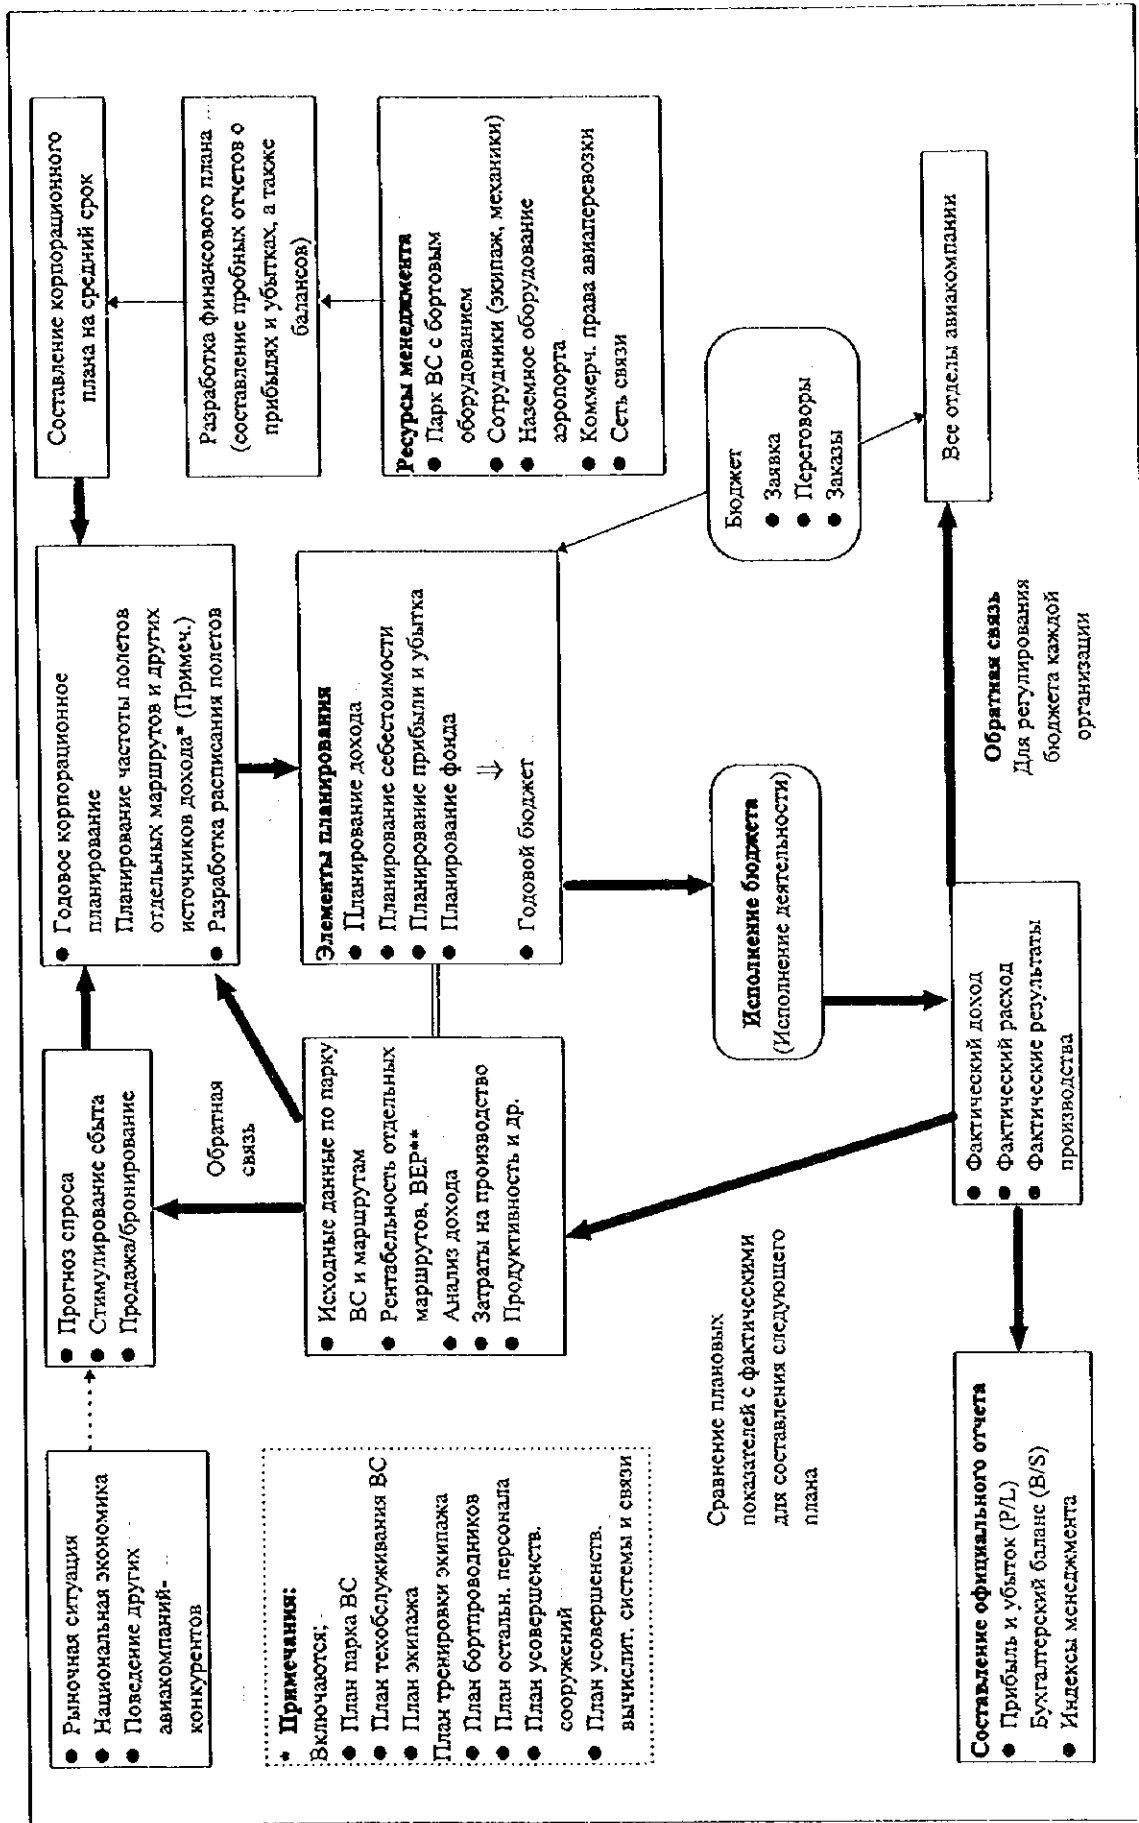 ● Рыночная ситуация
● Национальная экономика
● Поведение других
авиакомпаний-
конкурентов
● Прогноз спроса
● Стимулирование сбыта
● Продажа/бронирование
● Годовое корпорационное
планирование
Планирование частоты полетов
отдельных маршрутов и других
источников дохода* (Примеч.)
● Разработка расписания полетов
Составление корпорационного
плана на средний срок
Разработка финансового плана
(составление пробных отчетов о
прибылях и убытках, а также
балансов)
Ресурсы менеджмента
● Парк ВС с бортовым
оборудованием
● Сотрудники (экипаж, механики)
● Наземное оборудование
аэропорта
● Коммерч. права авиаперевозки
● Сеть связи
Обратная
связь
* Примечания:
Включаются;
● План парка ВС
● План техобслуживания ВС
● План экипажа
План тренировки экипажа
● План бортпроводников
● План остальн. персонала
● План усовершенств.
сооружений
● План усовершенств.
вычислит. системы и связи
● Исходные данные по парку
ВС и маршрутам
● Рентабельность отдельных
маршрутов, ВЕР**
● Анализ дохода
● Затраты на производство
● Продуктивность и др.
Элементы планирования
● Планирование дохода
● Планирование себестоимости
● Планирование прибыли и убытка
● Планирование фонда
⇓
● Годовой бюджет
Бюджет
● Заявка
● Переговоры
● Заказы
Исполнение бюджета
(Исполнение деятельности)
Сравнение плановых
показателей с фактическими
для составления следующего
плана
Все отделы авиакомпании
Обратная связь
Для регулирования
бюджета каждой
организации
● Фактический доход
● Фактический расход
● Фактические результаты
производства
Составление официального отчета
● Прибыль и убыток (P/L)
Бухгалтерский баланс (B/S)
● Индексы менеджмента